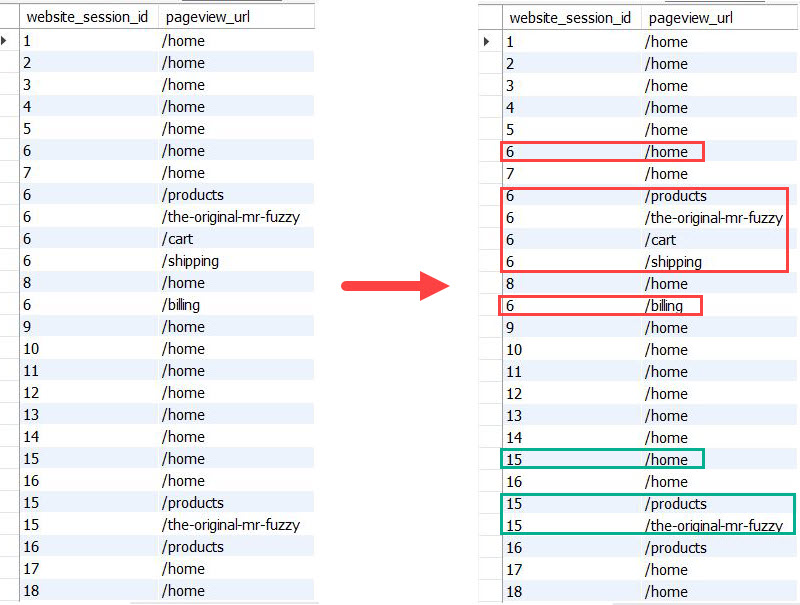 website_session_id pageview_url
1 /home
2 /home
3 /home
4 /home
5 /home
6 /home
7 /home
6 /products
6 /the-original-mr-fuzzy
6 /cart
6 /shipping
8 /home
6 /billing
9 /home
10 /home
11 /home
12 /home
13 /home
14 /home
15 /home
16 /home
15 /products
15 /the-original-mr-fuzzy
16 /products
17 /home
18 /home
website_session_id pageview_url
1 /home
2 /home
3 /home
4 /home
5 /home
6 /home
7 /home
6 /products
6 /the-original-mr-fuzzy
6 /cart
6 /shipping
8 /home
6 /billing
9 /home
10 /home
11 /home
12 /home
13 /home
14 /home
15 /home
16 /home
15 /products
15 /the-original-mr-fuzzy
16 /products
17 /home
18 /home